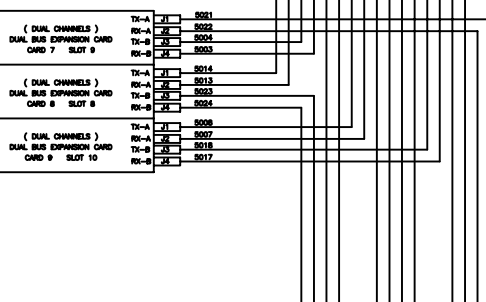 TX-A J1 5021
( DUAL CHANNELS ) RX-A J2 5022
DUAL BUS EXPANSION CARD TX-B J3 5004
CARD 7 SLOT 9 RX-B J4 5003
TX-A J1 5014
( DUAL CHANNELS ) RX-A J2 5013
DUAL BUS EXPANSION CARD TX-B J3 5023
CARD 8 SLOT 8 RX-B J4 5024
TX-A J1 5008
( DUAL CHANNELS ) RX-A J2 5007
DUAL BUS EXPANSION CARD TX-B J3 5018
CARD 9 SLOT 10 RX-B J4 5017